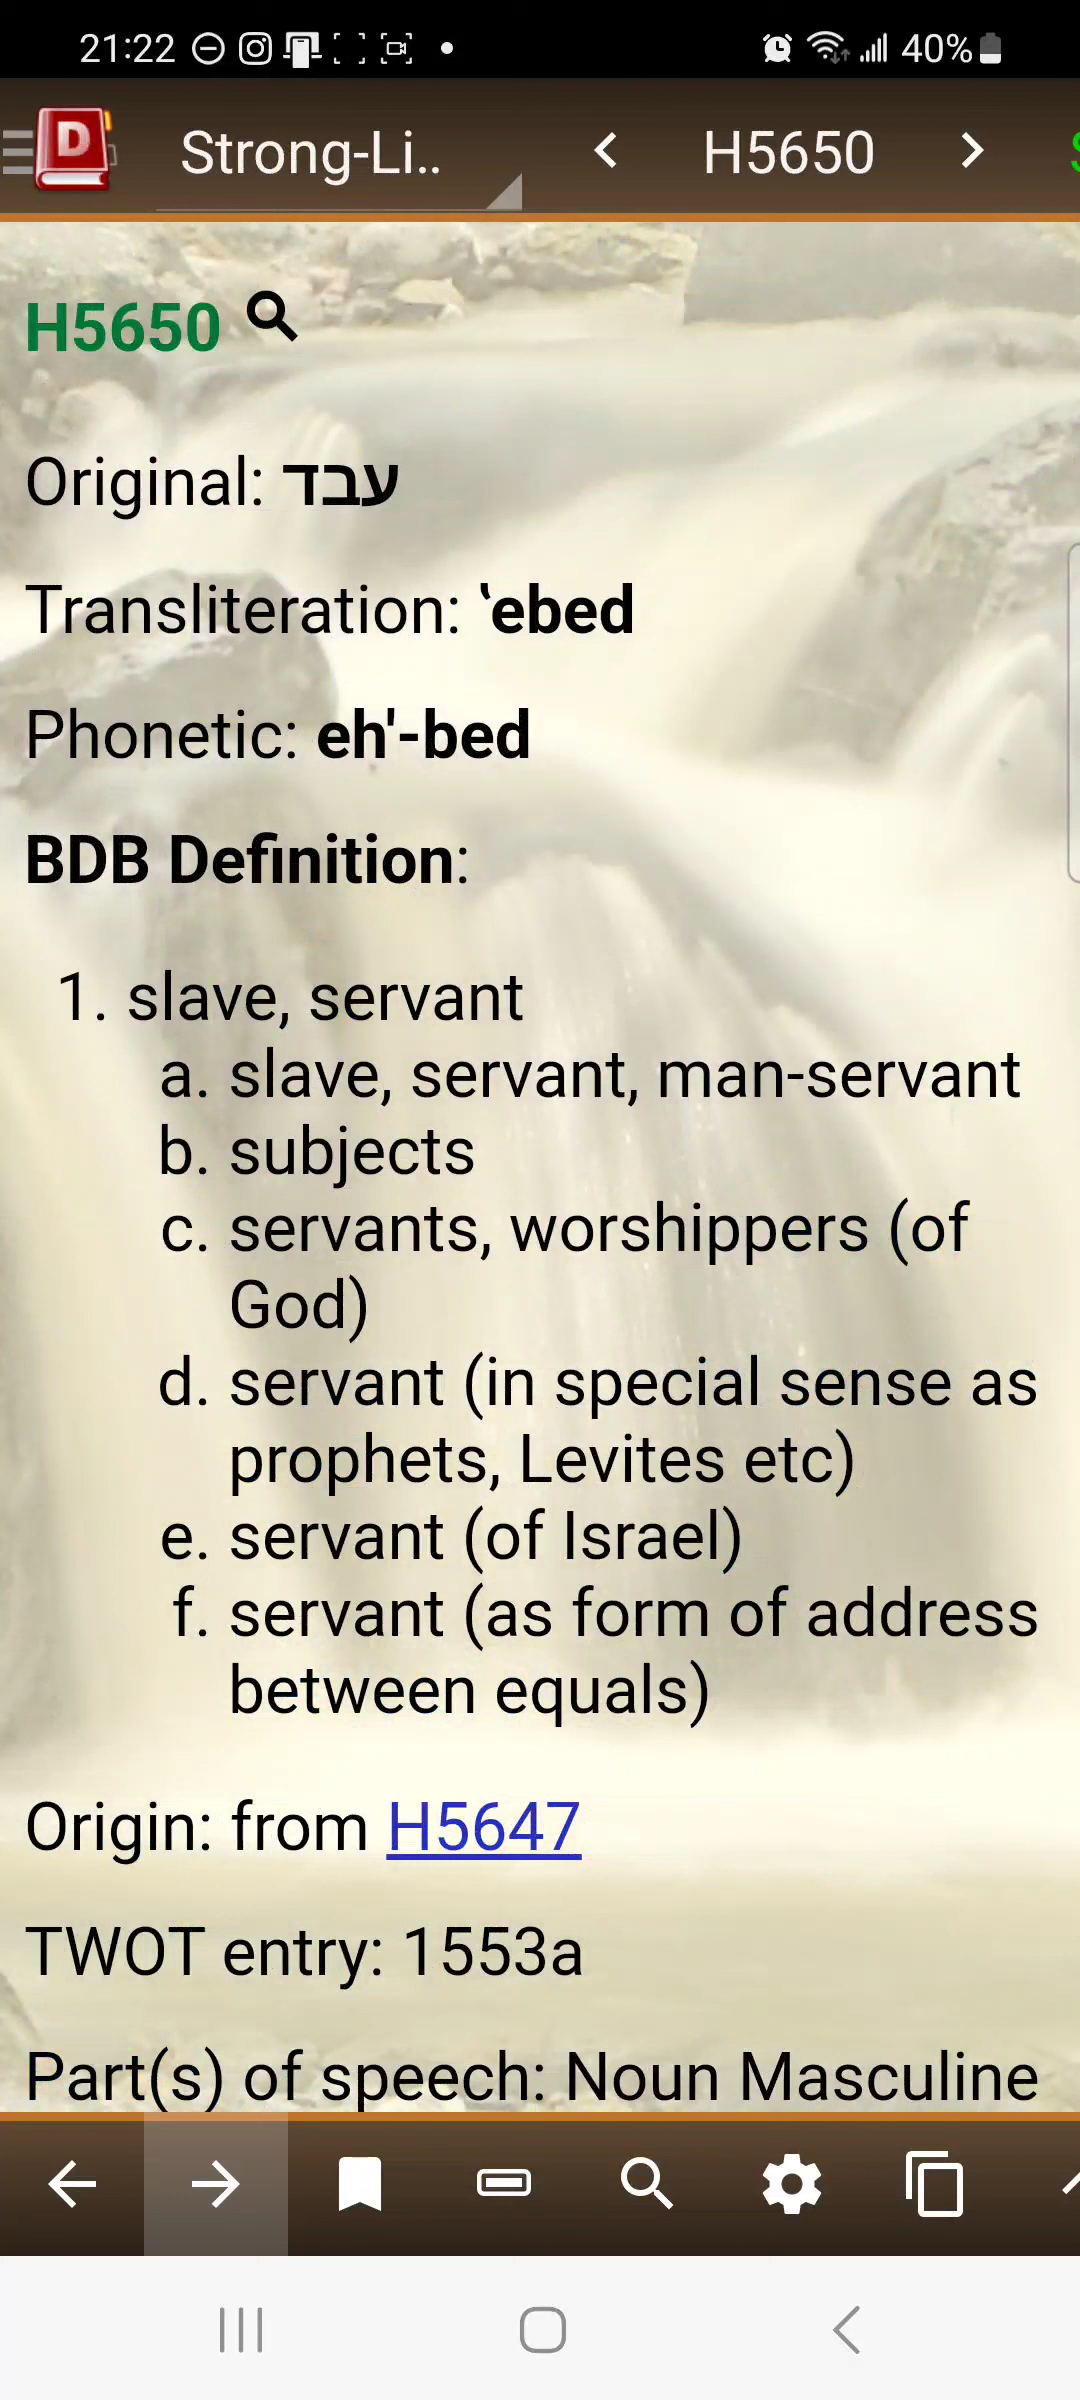 21:22
40%
D
Strong-Li..
H5650
H5650
Original: עבד
Transliteration: ‛ebed
Phonetic: eh'-bed
BDB Definition:
1. slave, servant
a. slave, servant, man-servant
b. subjects
c. servants, worshippers (of
God)
d. servant (in special sense as
prophets, Levites etc)
e. servant (of Israel)
f. servant (as form of address
between equals)
Origin: from H5647
TWOT entry: 1553a
Part(s) of speech: Noun Masculine